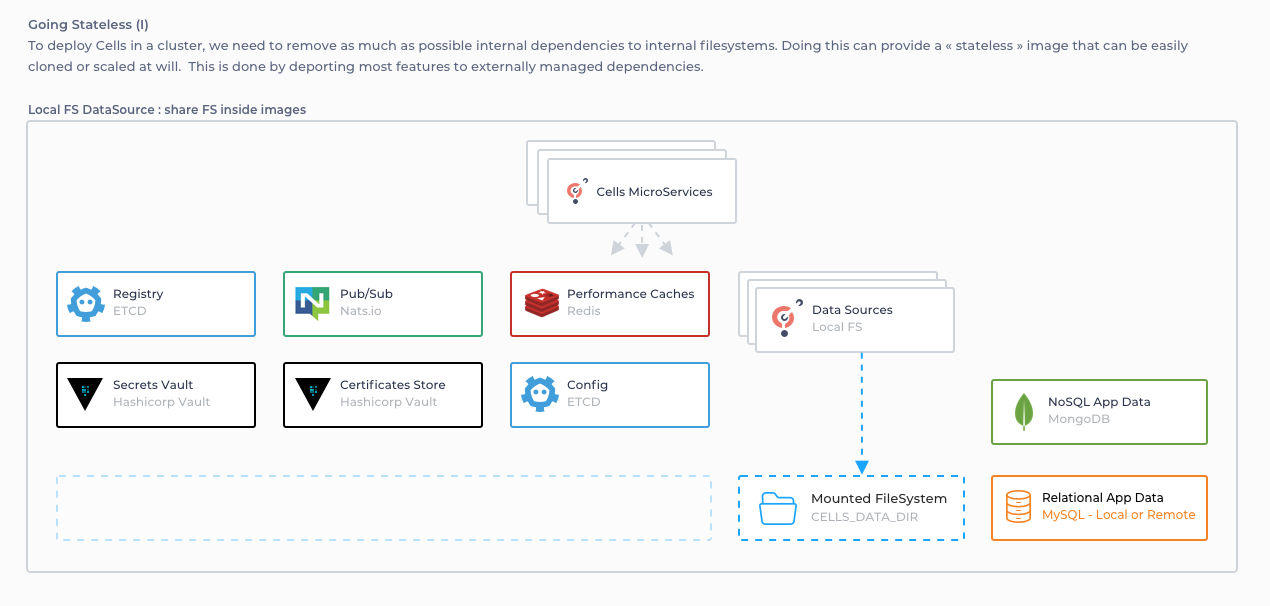 Going Stateless (I)
To deploy Cells in a cluster, we need to remove as much as possible internal dependencies to internal filesystems. Doing this can provide a « stateless » image that can be easily
cloned or scaled at will.  This is done by deporting most features to externally managed dependencies.
Local FS DataSource : share FS inside images
Cells MicroServices
Registry
ETCD
Pub/Sub
Nats.io
Performance Caches
Redis
Data Sources
Local FS
Secrets Vault
Hashicorp Vault
Certificates Store
Hashicorp Vault
Config
ETCD
NoSQL App Data
MongoDB
Mounted FileSystem
CELLS_DATA_DIR
Relational App Data
MySQL - Local or Remote